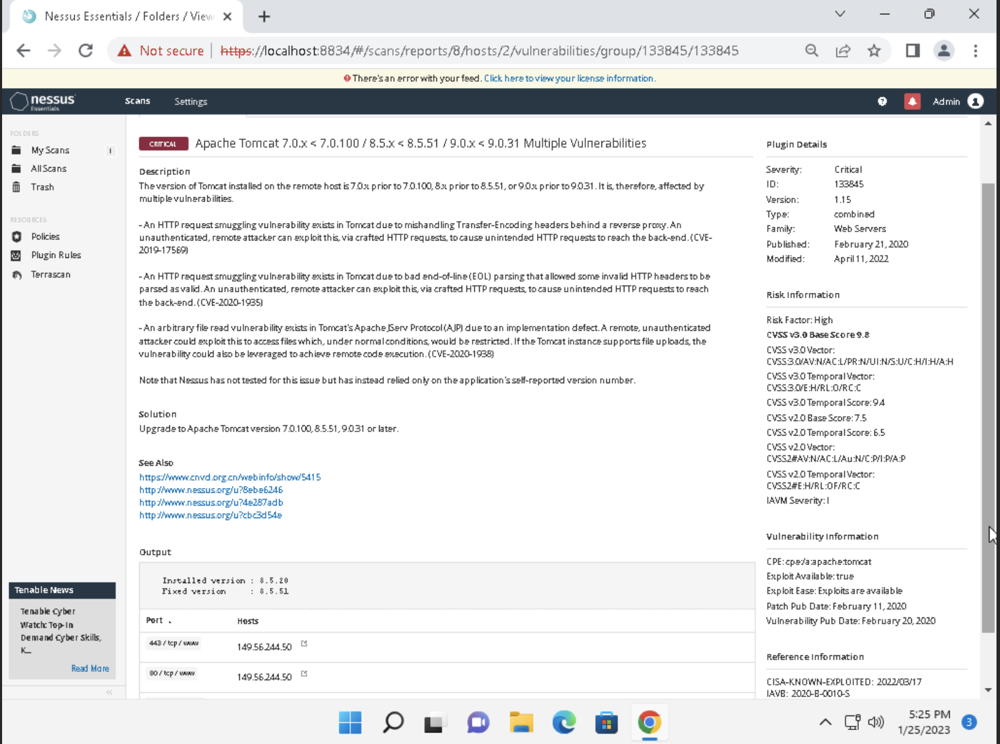 Nessus Essentials / Folders / View
Not secure | https://localhost:8834/#/scans/reports/8/hosts/2/vulnerabilities/group/133845/133845
There's an error with your feed. Click here to view your license information.
nessus
Essentials
Scans
Settings
Admin
FOLDERS
My Scans
1
All Scans
Trash
RESOURCES
Policies
Plugin Rules
Terrascan
Tenable News
Tenable Cyber
Watch: Top-In
Demand Cyber Skills,
K...
Read More
CRITICAL
Apache Tomcat 7.0.x < 7.0.100 / 8.5.x < 8.5.51 / 9.0.x < 9.0.31 Multiple Vulnerabilities
Description
The version of Tomcat installed on the remote host is 7.0.x prior to 7.0.100, 8.x prior to 8.5.51, or 9.0.x prior to 9.0.31. It is, therefore, affected by
multiple vulnerabilities.
- An HTTP request smuggling vulnerability exists in Tomcat due to mishandling Transfer-Encoding headers behind a reverse proxy. An
unauthenticated, remote attacker can exploit this, via crafted HTTP requests, to cause unintended HTTP requests to reach the back-end. (CVE-
2019-17569)
- An HTTP request smuggling vulnerability exists in Tomcat due to bad end-of-line (EOL) parsing that allowed some invalid HTTP headers to be
parsed as valid. An unauthenticated, remote attacker can exploit this, via crafted HTTP requests, to cause unintended HTTP requests to reach
the back-end. (CVE-2020-1935)
- An arbitrary file read vulnerability exists in Tomcat's Apache JServ Protocol (AJP) due to an implementation defect. A remote, unauthenticated
attacker could exploit this to access files which, under normal conditions, would be restricted. If the Tomcat instance supports file uploads, the
vulnerability could also be leveraged to achieve remote code execution. (CVE-2020-1938)
Note that Nessus has not tested for this issue but has instead relied only on the application's self-reported version number.
Solution
Upgrade to Apache Tomcat version 7.0.100, 8.5.51, 9.0.31 or later.
See Also
https://www.cnvd.org.cn/webinfo/show/5415
http://www.nessus.org/u?8ebe6246
http://www.nessus.org/u?4e287adb
http://www.nessus.org/u?cbc3d54e
Output
Installed version : 8.5.20
Fixed version : 8.5.51
Port
Hosts
443 / tcp / www
149.56.244.50
80 / tcp / www
149.56.244.50
Plugin Details
Severity: Critical
ID: 133845
Version: 1.15
Type: combined
Family: Web Servers
Published: February 21, 2020
Modified: April 11, 2022
Risk Information
Risk Factor: High
CVSS v3.0 Base Score 9.8
CVSS v3.0 Vector:
CVSS:3.0/AV:N/AC:L/PR:N/UI:N/S:U/C:H/I:H/A:H
CVSS v3.0 Temporal Vector:
CVSS:3.0/E:H/RL:O/RC:C
CVSS v3.0 Temporal Score: 9.4
CVSS v2.0 Base Score: 7.5
CVSS v2.0 Temporal Score: 6.5
CVSS v2.0 Vector:
CVSS2#AV:N/AC:L/Au:N/C:P/I:P/A:P
CVSS v2.0 Temporal Vector:
CVSS2#E:H/RL:OF/RC:C
IAVM Severity: I
Vulnerability Information
CPE: cpe:/a:apache:tomcat
Exploit Available: true
Exploit Ease: Exploits are available
Patch Pub Date: February 11, 2020
Vulnerability Pub Date: February 20, 2020
Reference Information
CISA-KNOWN-EXPLOITED: 2022/03/17
IAVB: 2020-B-0010-S
5:25 PM
1/25/2023
3